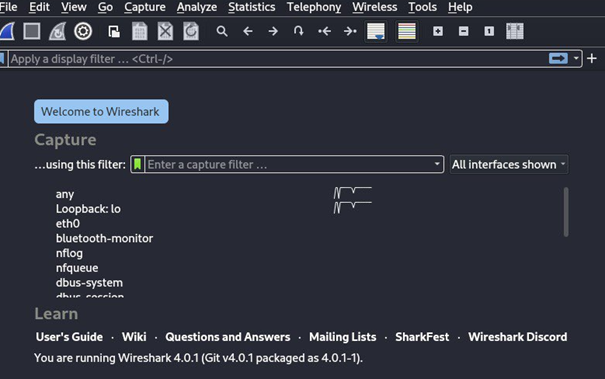 File Edit View Go Capture Analyze Statistics Telephony Wireless Tools Help
Apply a display filter ... <Ctrl-/>
Welcome to Wireshark
Capture
...using this filter: Enter a capture filter ... All interfaces shown
any
Loopback: lo
eth0
bluetooth-monitor
nflog
nfqueue
dbus-system
dbus-session
Learn
User's Guide · Wiki · Questions and Answers · Mailing Lists · SharkFest · Wireshark Discord
You are running Wireshark 4.0.1 (Git v4.0.1 packaged as 4.0.1-1).